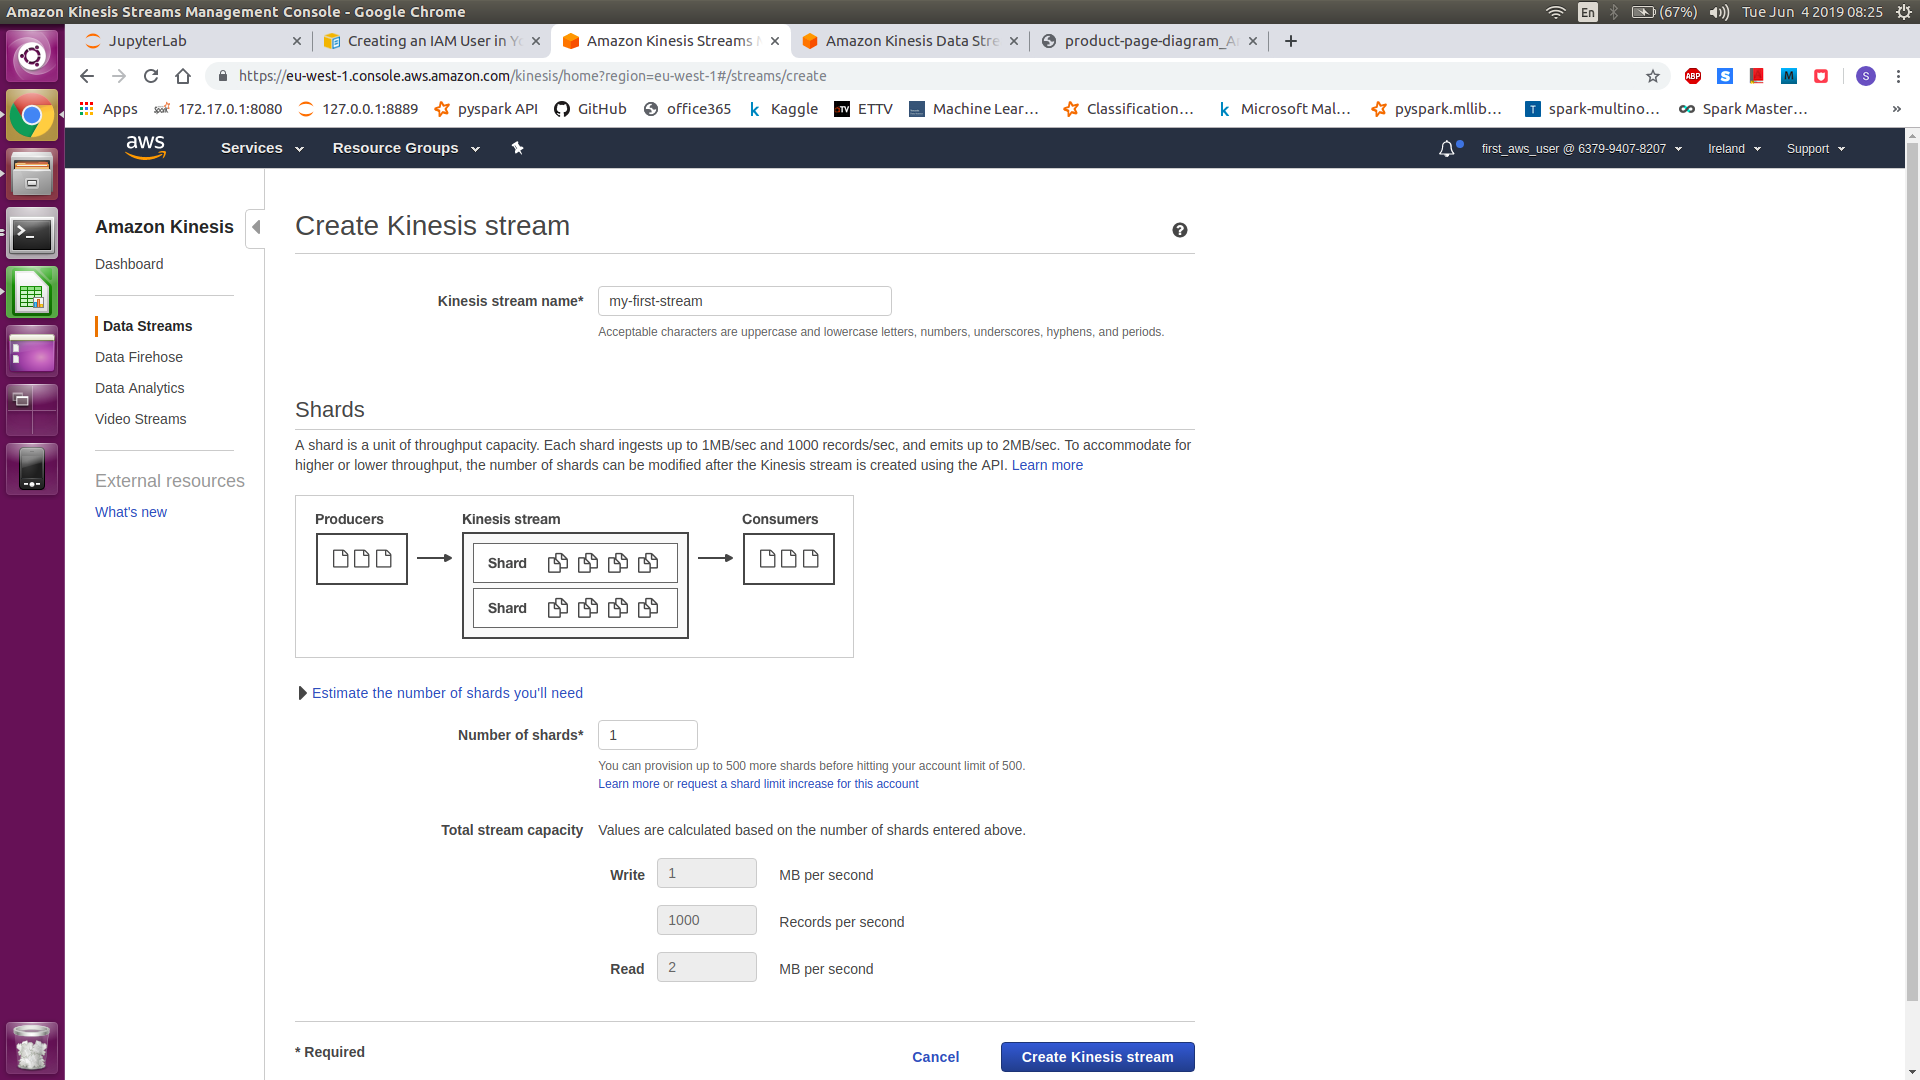 Amazon Kinesis Streams Management Console - Google Chrome
En (67%) Tue Jun 4 2019 08:25
JupyterLab
Creating an IAM User in Yo
Amazon Kinesis Streams M
Amazon Kinesis Data Stre
product-page-diagram_A
https://eu-west-1.console.aws.amazon.com/kinesis/home?region=eu-west-1#/streams/create
ABP S M S
Apps
172.17.0.1:8080
127.0.0.1:8889
pyspark API
GitHub
office365
Kaggle
ETTV
Machine Lear...
Classification...
Microsoft Mal...
pyspark.mllib...
spark-multino...
Spark Master...
»
aws
Services
Resource Groups
first_aws_user @ 6379-9407-8207
Ireland
Support
Amazon Kinesis
Dashboard
Data Streams
Data Firehose
Data Analytics
Video Streams
External resources
What's new
Create Kinesis stream
Kinesis stream name* my-first-stream
Acceptable characters are uppercase and lowercase letters, numbers, underscores, hyphens, and periods.
Shards
A shard is a unit of throughput capacity. Each shard ingests up to 1MB/sec and 1000 records/sec, and emits up to 2MB/sec. To accommodate for
higher or lower throughput, the number of shards can be modified after the Kinesis stream is created using the API. Learn more
Producers Kinesis stream Consumers
Shard
Shard
Estimate the number of shards you'll need
Number of shards* 1
You can provision up to 500 more shards before hitting your account limit of 500.
Learn more or request a shard limit increase for this account
Total stream capacity Values are calculated based on the number of shards entered above.
Write 1 MB per second
1000 Records per second
Read 2 MB per second
* Required
Cancel
Create Kinesis stream